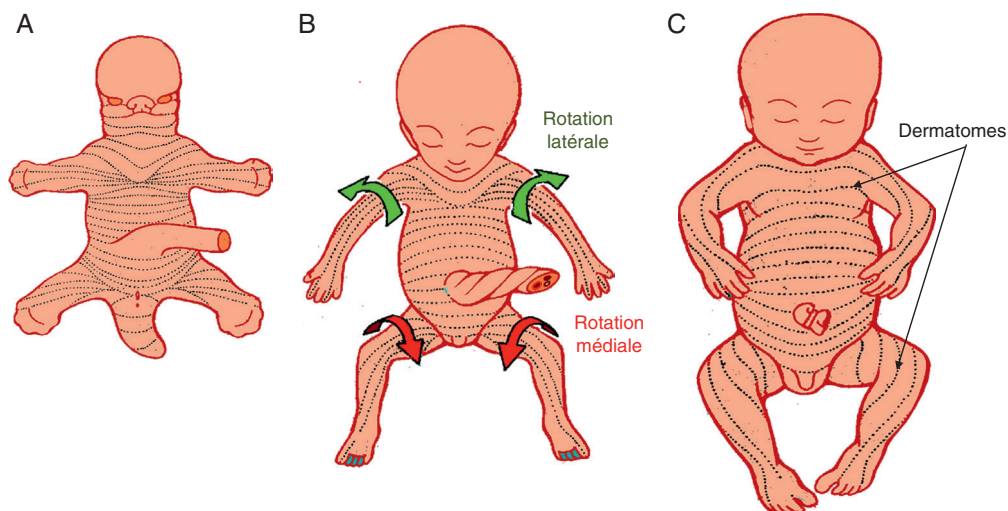 A
B
C
Rotation
latérale
Dermatomes
Rotation
médiale